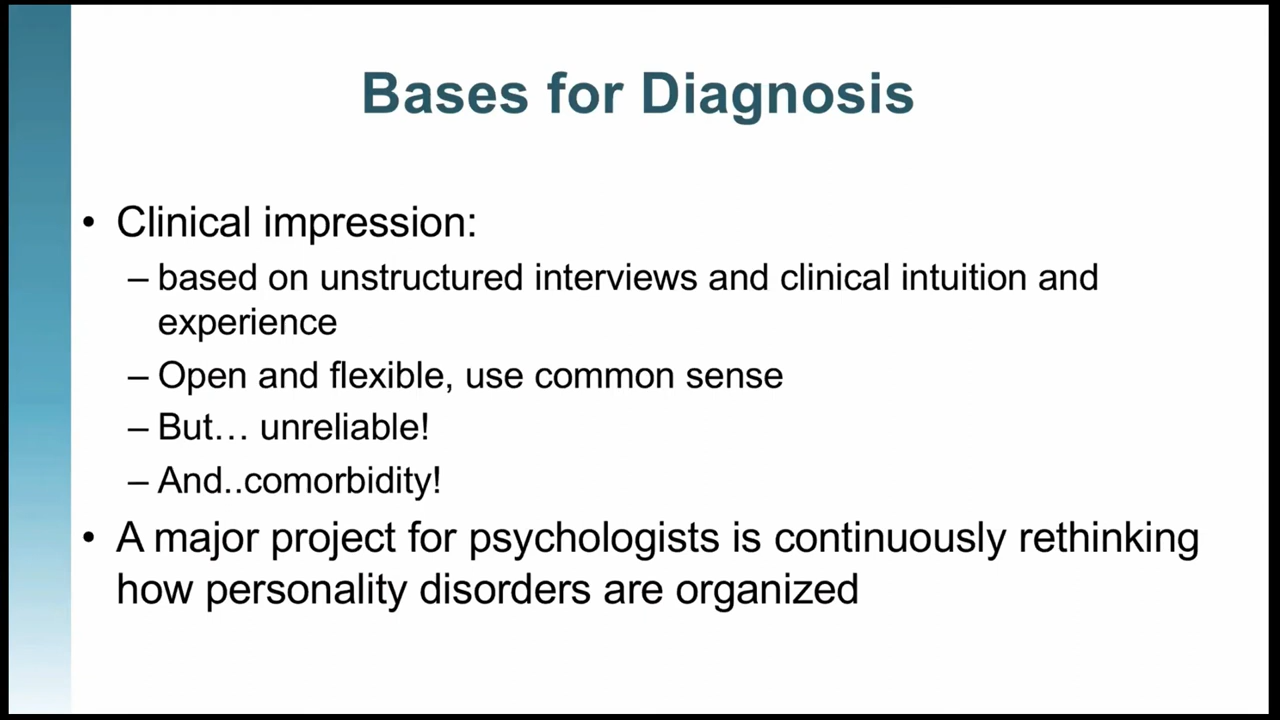 Bases for Diagnosis
• Clinical impression:
– based on unstructured interviews and clinical intuition and
experience
– Open and flexible, use common sense
– But… unreliable!
– And..comorbidity!
• A major project for psychologists is continuously rethinking
how personality disorders are organized